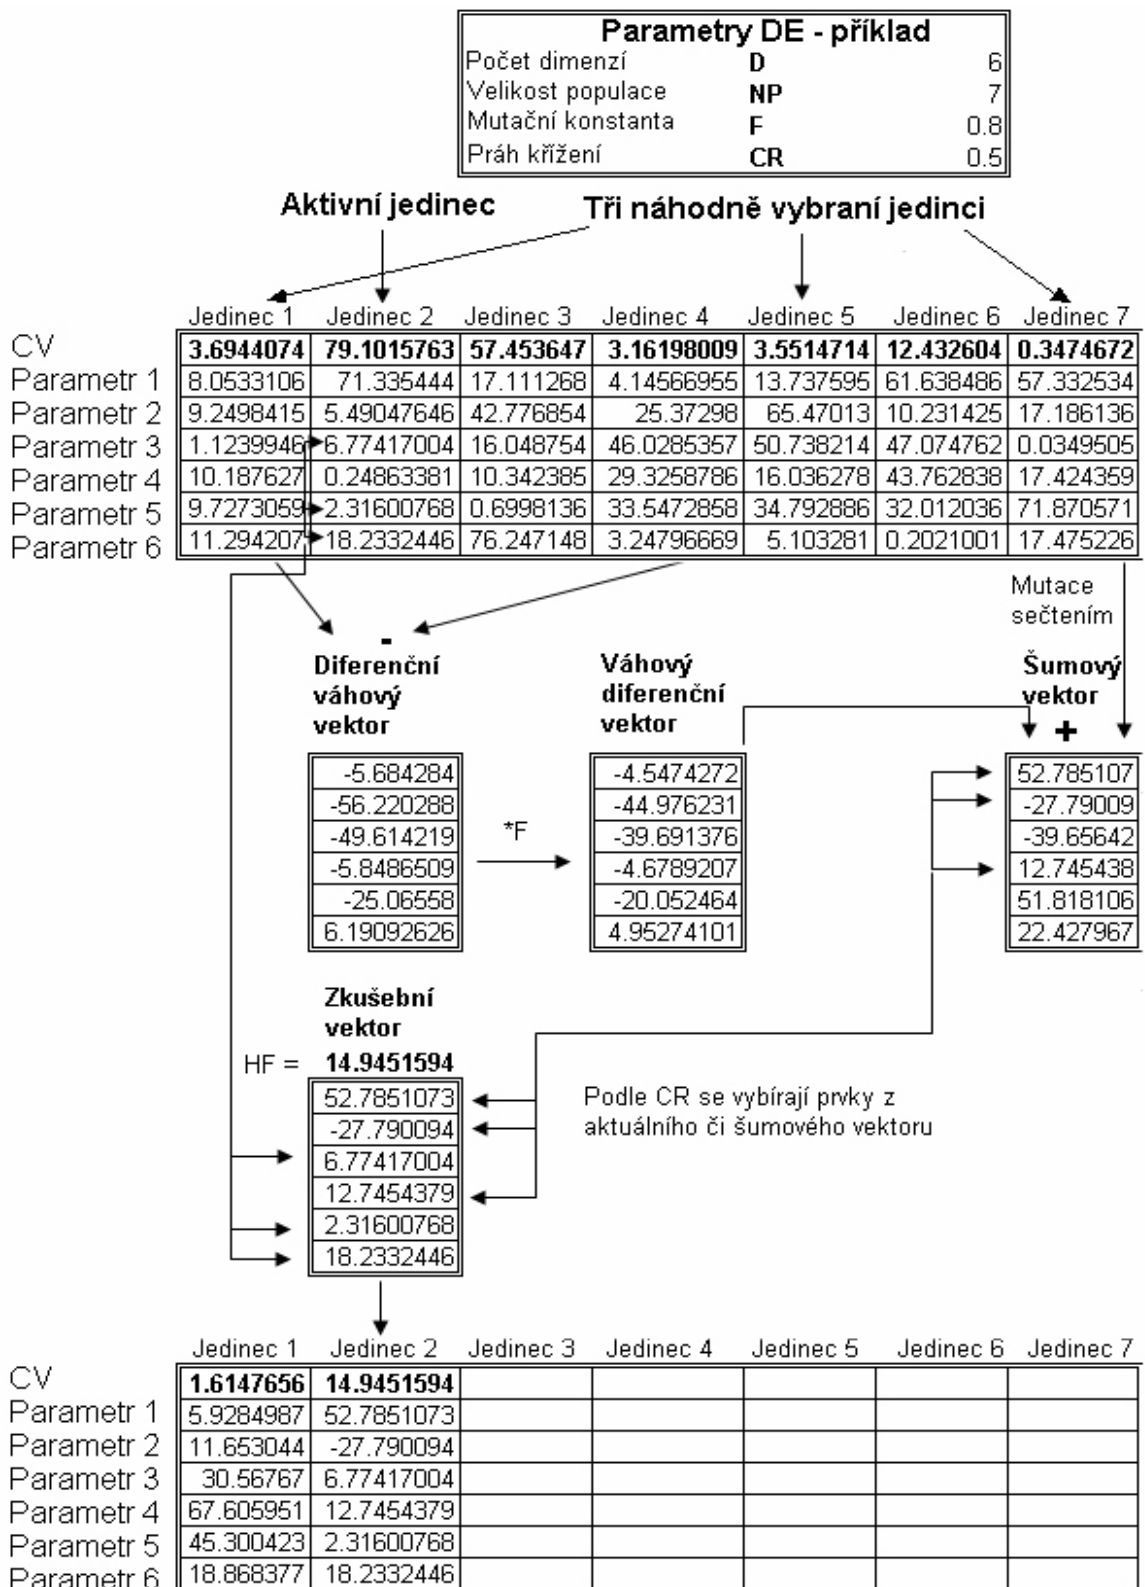 Parametry DE - příklad
Počet dimenzí D 6
Velikost populace NP 7
Mutační konstanta F 0.8
Práh křížení CR 0.5
Aktivní jedinec Tři náhodně vybraní jedinci
Jedinec 1 Jedinec 2 Jedinec 3 Jedinec 4 Jedinec 5 Jedinec 6 Jedinec 7
CV 3.6944074 79.1015763 57.453647 3.16198009 3.5514714 12.432604 0.3474672
Parametr 1 8.0533106 71.335444 17.111268 4.14566955 13.737595 61.638486 57.332534
Parametr 2 9.2498415 5.49047646 42.776854 25.37298 65.47013 10.231425 17.186136
Parametr 3 1.1239946 6.77417004 16.048754 46.0285357 50.738214 47.074762 0.0349505
Parametr 4 10.187627 0.24863381 10.342385 29.3258786 16.036278 43.762838 17.424359
Parametr 5 9.7273059 2.31600768 0.6998136 33.5472858 34.792886 32.012036 71.870571
Parametr 6 11.294207 18.2332446 76.247148 3.24796669 5.103281 0.2021001 17.475226
Mutace
sečtením
-
Diferenční
váhový
vektor
Váhový
diferenční
vektor
Šumový
vektor
+
-5.684284 -4.5474272 52.785107
-56.220288 -44.976231 -27.79009
-49.614219 -39.691376 -39.65642
*F
-5.8486509 -4.6789207 12.745438
-25.06558 -20.052464 51.818106
6.19092626 4.95274101 22.427967
Zkušební
vektor
HF = 14.9451594
52.7851073
-27.790094
6.77417004
12.7454379
2.31600768
18.2332446
Podle CR se vybírají prvky z
aktuálního či šumového vektoru
Jedinec 1 Jedinec 2 Jedinec 3 Jedinec 4 Jedinec 5 Jedinec 6 Jedinec 7
CV 1.6147656 14.9451594
Parametr 1 5.9284987 52.7851073
Parametr 2 11.653044 -27.790094
Parametr 3 30.56767 6.77417004
Parametr 4 67.605951 12.7454379
Parametr 5 45.300423 2.31600768
Parametr 6 18.868377 18.2332446